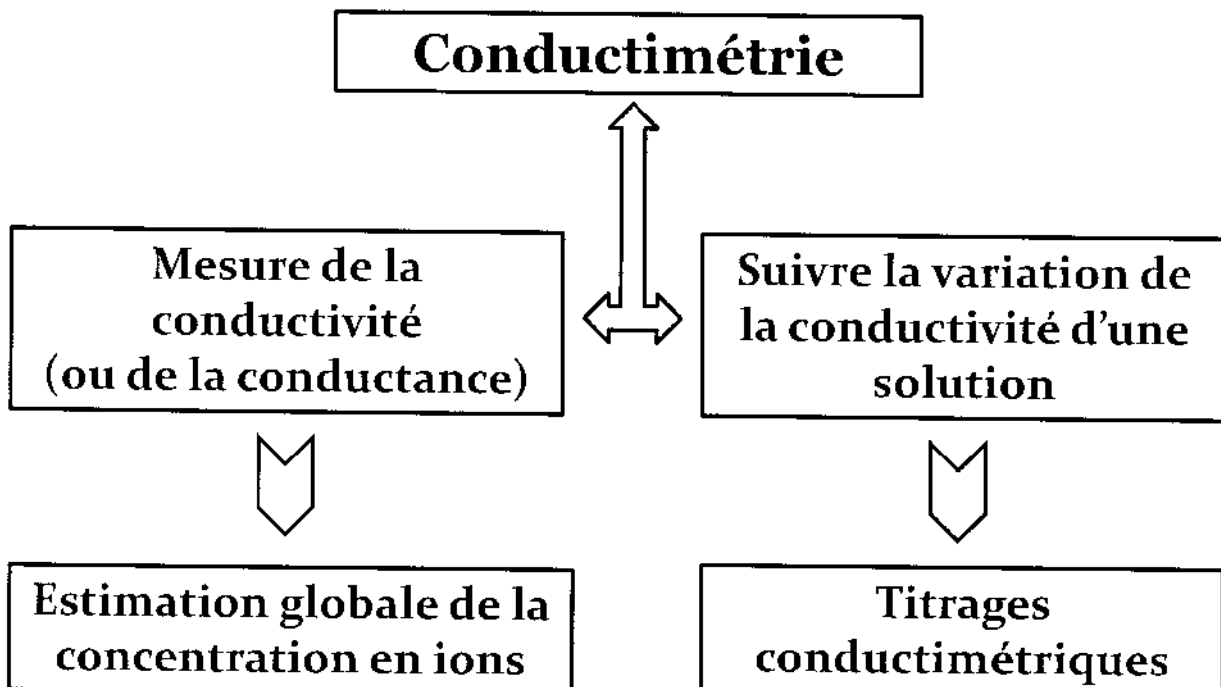 Conductimétrie
Mesure de la
conductivité
(ou de la conductance)
Suivre la variation de
la conductivité d'une
solution
Estimation globale de la
concentration en ions
Titrages
conductimétriques